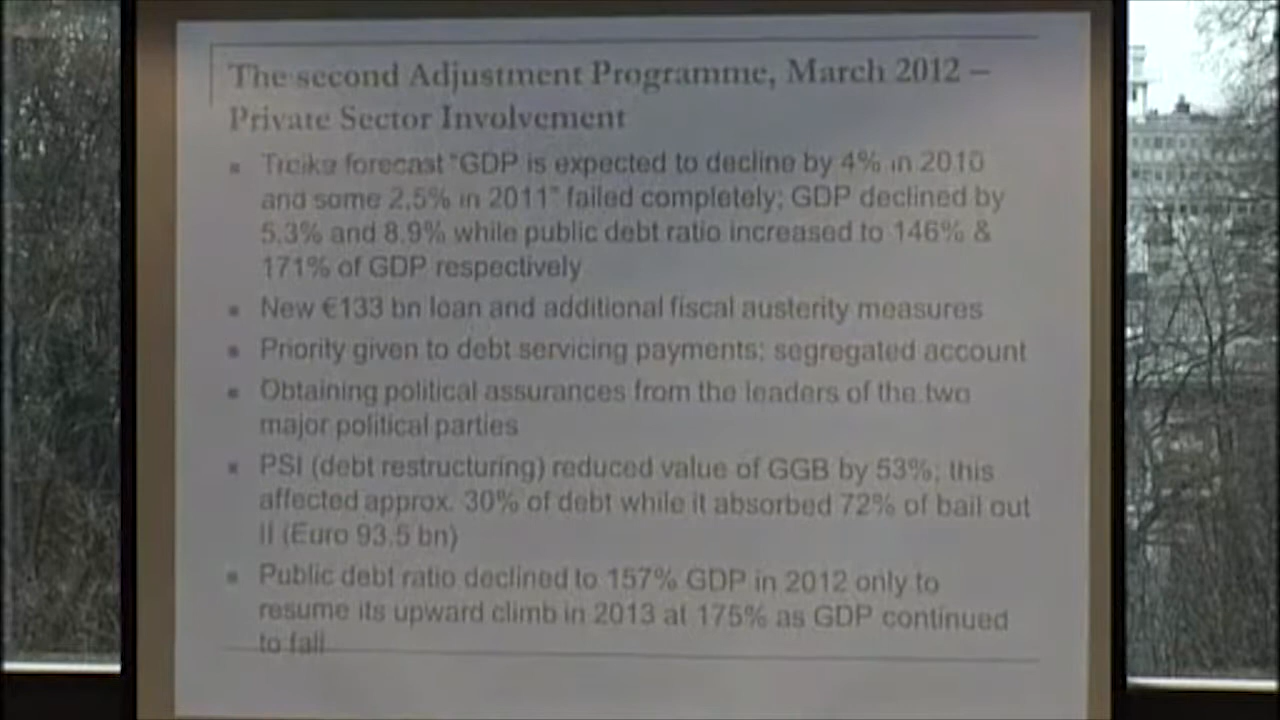 The second Adjustment Programme, March 2012 –
Private Sector Involvement
▪ Troika forecast "GDP is expected to decline by 4% in 2010
and some 2.5% in 2011" failed completely; GDP declined by
5.3% and 8.9% while public debt ratio increased to 146% &
171% of GDP respectively
▪ New €133 bn loan and additional fiscal austerity measures
▪ Priority given to debt servicing payments: segregated account
▪ Obtaining political assurances from the leaders of the two
major political parties
▪ PSI (debt restructuring) reduced value of GGB by 53%; this
affected approx. 30% of debt while it absorbed 72% of bail out
II (Euro 93.5 bn)
▪ Public debt ratio declined to 157% GDP in 2012 only to
resume its upward climb in 2013 at 175% as GDP continued
to fall